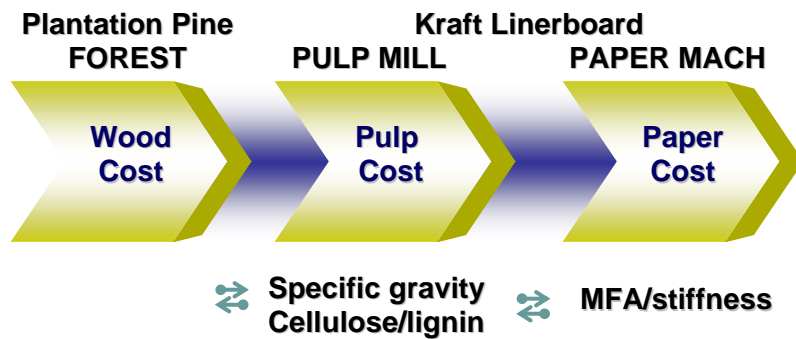 Plantation Pine
Kraft Linerboard
FOREST
PULP MILL
PAPER MACH
Wood
Cost
Pulp
Cost
Paper
Cost
Specific gravity
Cellulose/lignin
MFA/stiffness